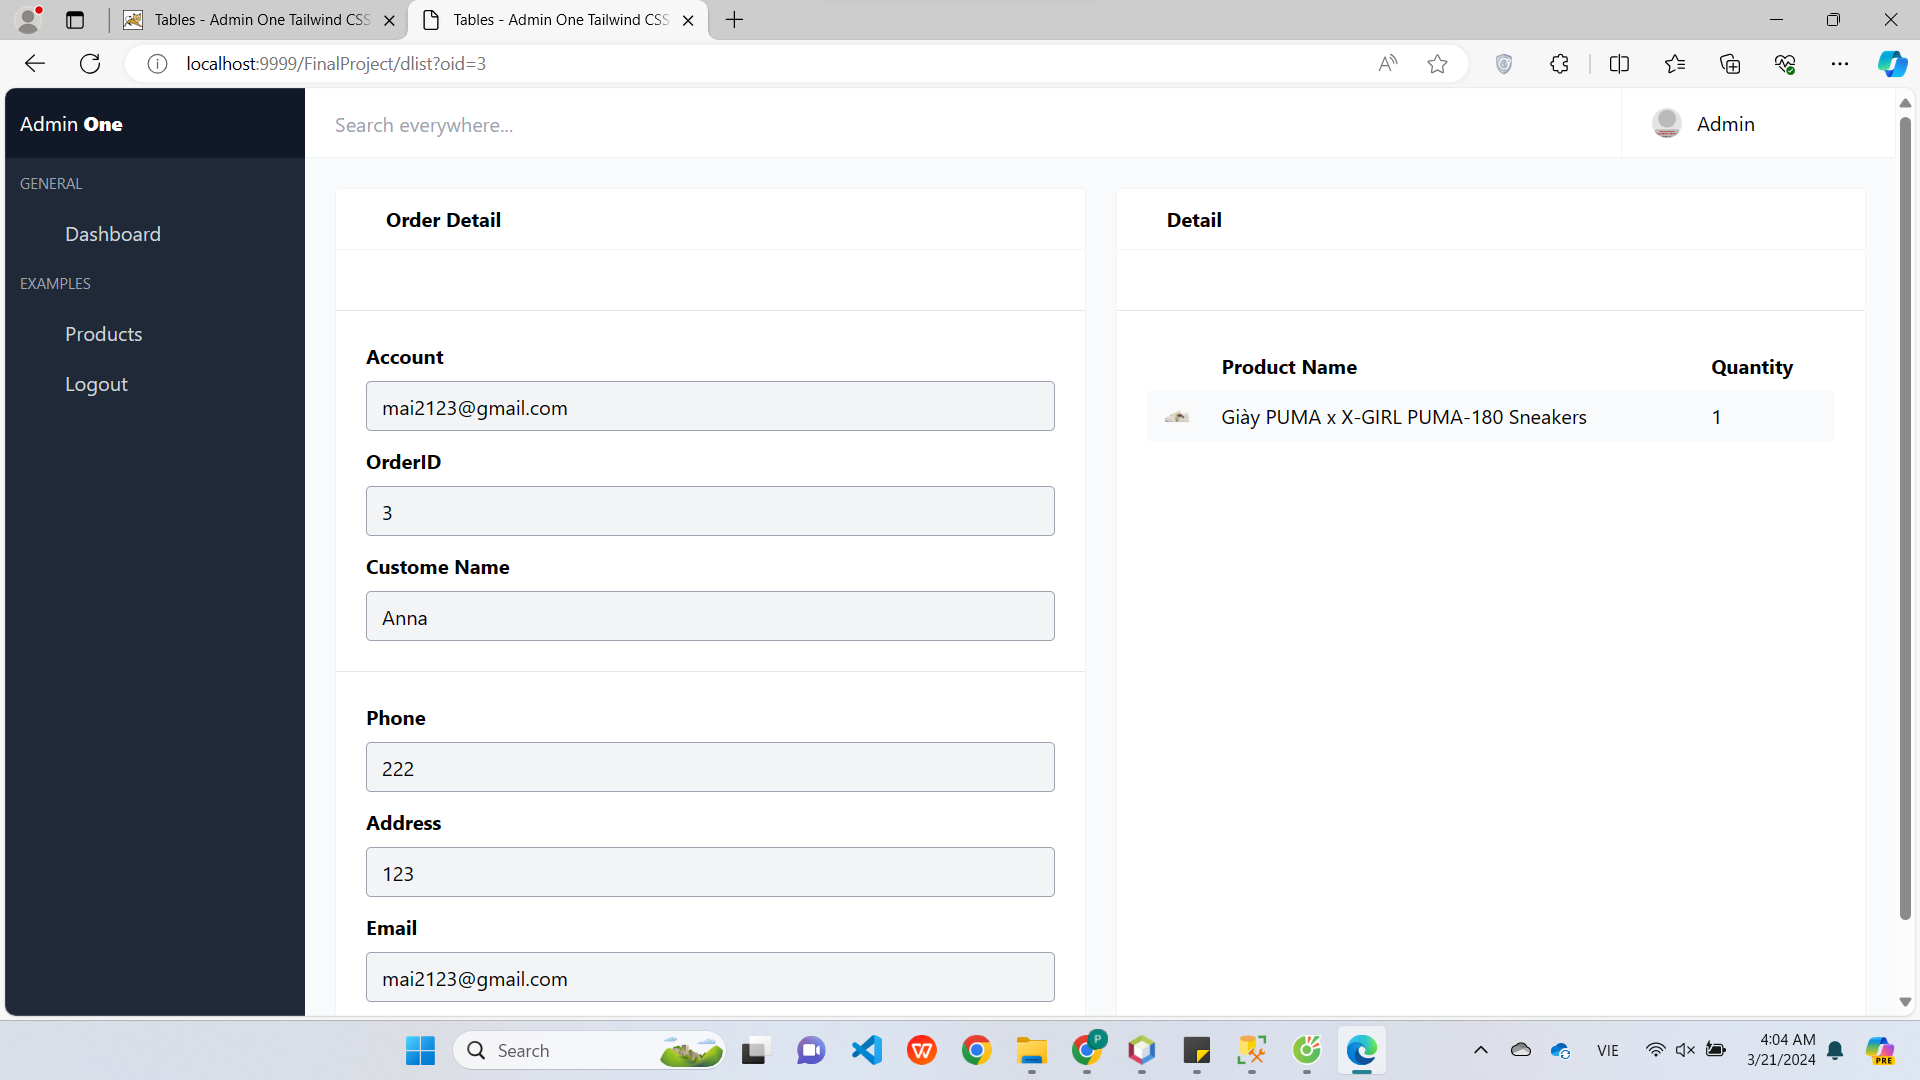 Tables - Admin One Tailwind CSS
Tables - Admin One Tailwind CSS
localhost:9999/FinalProject/dlist?oid=3
Admin One
Search everywhere...
Admin
GENERAL
Dashboard
EXAMPLES
Products
Logout
Order Detail
Account
mai2123@gmail.com
OrderID
3
Custome Name
Anna
Phone
222
Address
123
Email
mai2123@gmail.com
Detail
Product Name Quantity
Giày PUMA x X-GIRL PUMA-180 Sneakers 1
Search
P
VIE
4:04 AM
3/21/2024
PRE